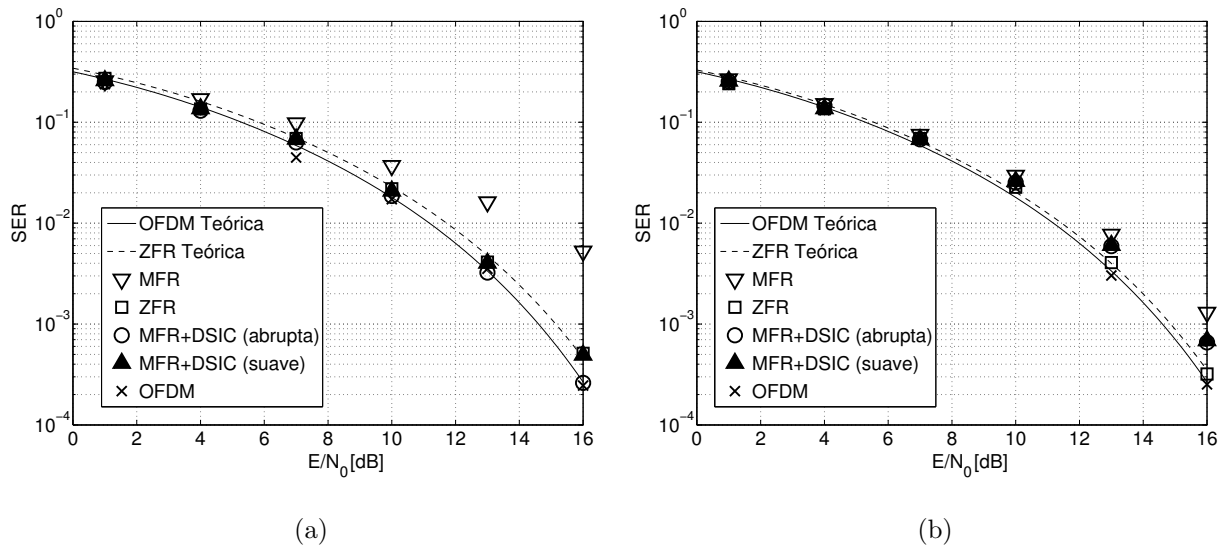 10^0
10^-1
10^-2
10^-3
10^-4
SER
OFDM Teórica
ZFR Teórica
MFR
ZFR
MFR+DSIC (abrupta)
MFR+DSIC (suave)
OFDM
0 2 4 6 8 10 12 14 16
E/N_0[dB]
(a)
10^0
10^-1
10^-2
10^-3
10^-4
SER
OFDM Teórica
ZFR Teórica
MFR
ZFR
MFR+DSIC (abrupta)
MFR+DSIC (suave)
OFDM
0 2 4 6 8 10 12 14 16
E/N_0[dB]
(b)